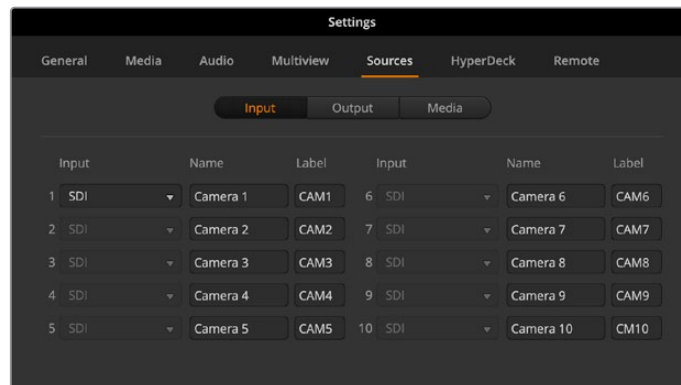 Settings
General Media Audio Multiview Sources HyperDeck Remote
Input Output Media
Input Name Label Input Name Label
1 SDI Camera 1 CAM1 6 SDI Camera 6 CAM6
2 SDI Camera 2 CAM2 7 SDI Camera 7 CAM7
3 SDI Camera 3 CAM3 8 SDI Camera 8 CAM8
4 SDI Camera 4 CAM4 9 SDI Camera 9 CAM9
5 SDI Camera 5 CAM5 10 SDI Camera 10 CM10